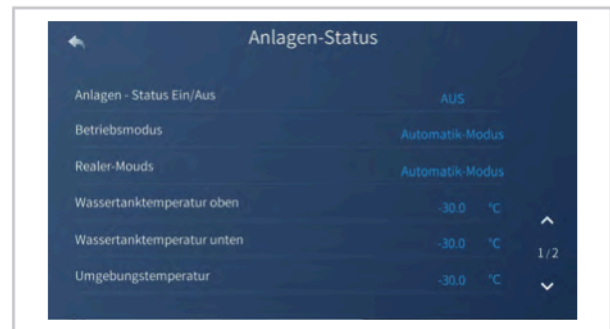 Anlagen-Status
Anlagen - Status Ein/Aus AUS
Betriebsmodus Automatik-Modus
Realer-Mouds Automatik-Modus
Wassertanktemperatur oben -30.0 °C
Wassertanktemperatur unten -30.0 °C
1/2
Umgebungstemperatur -30.0 °C